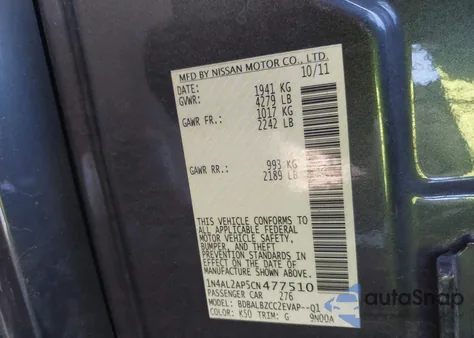 MFD BY NISSAN MOTOR CO., LTD.
DATE: 10/11
GVWR: 1941 KG
4279 LB
GAWR FR.: 1017 KG
2242 LB
GAWR RR.: 993 KG
2189 LB
THIS VEHICLE CONFORMS TO
ALL APPLICABLE FEDERAL
MOTOR VEHICLE SAFETY,
BUMPER, AND THEFT
PREVENTION STANDARDS IN
EFFECT ON THE DATE OF
MANUFACTURE SHOWN ABOVE.
1N4AL2AP5CN477510
PASSENGER CAR 276
BDBALBZCC2EVAP--Q1
COLOR: K50 TRIM: G 9N00A
autoSnap